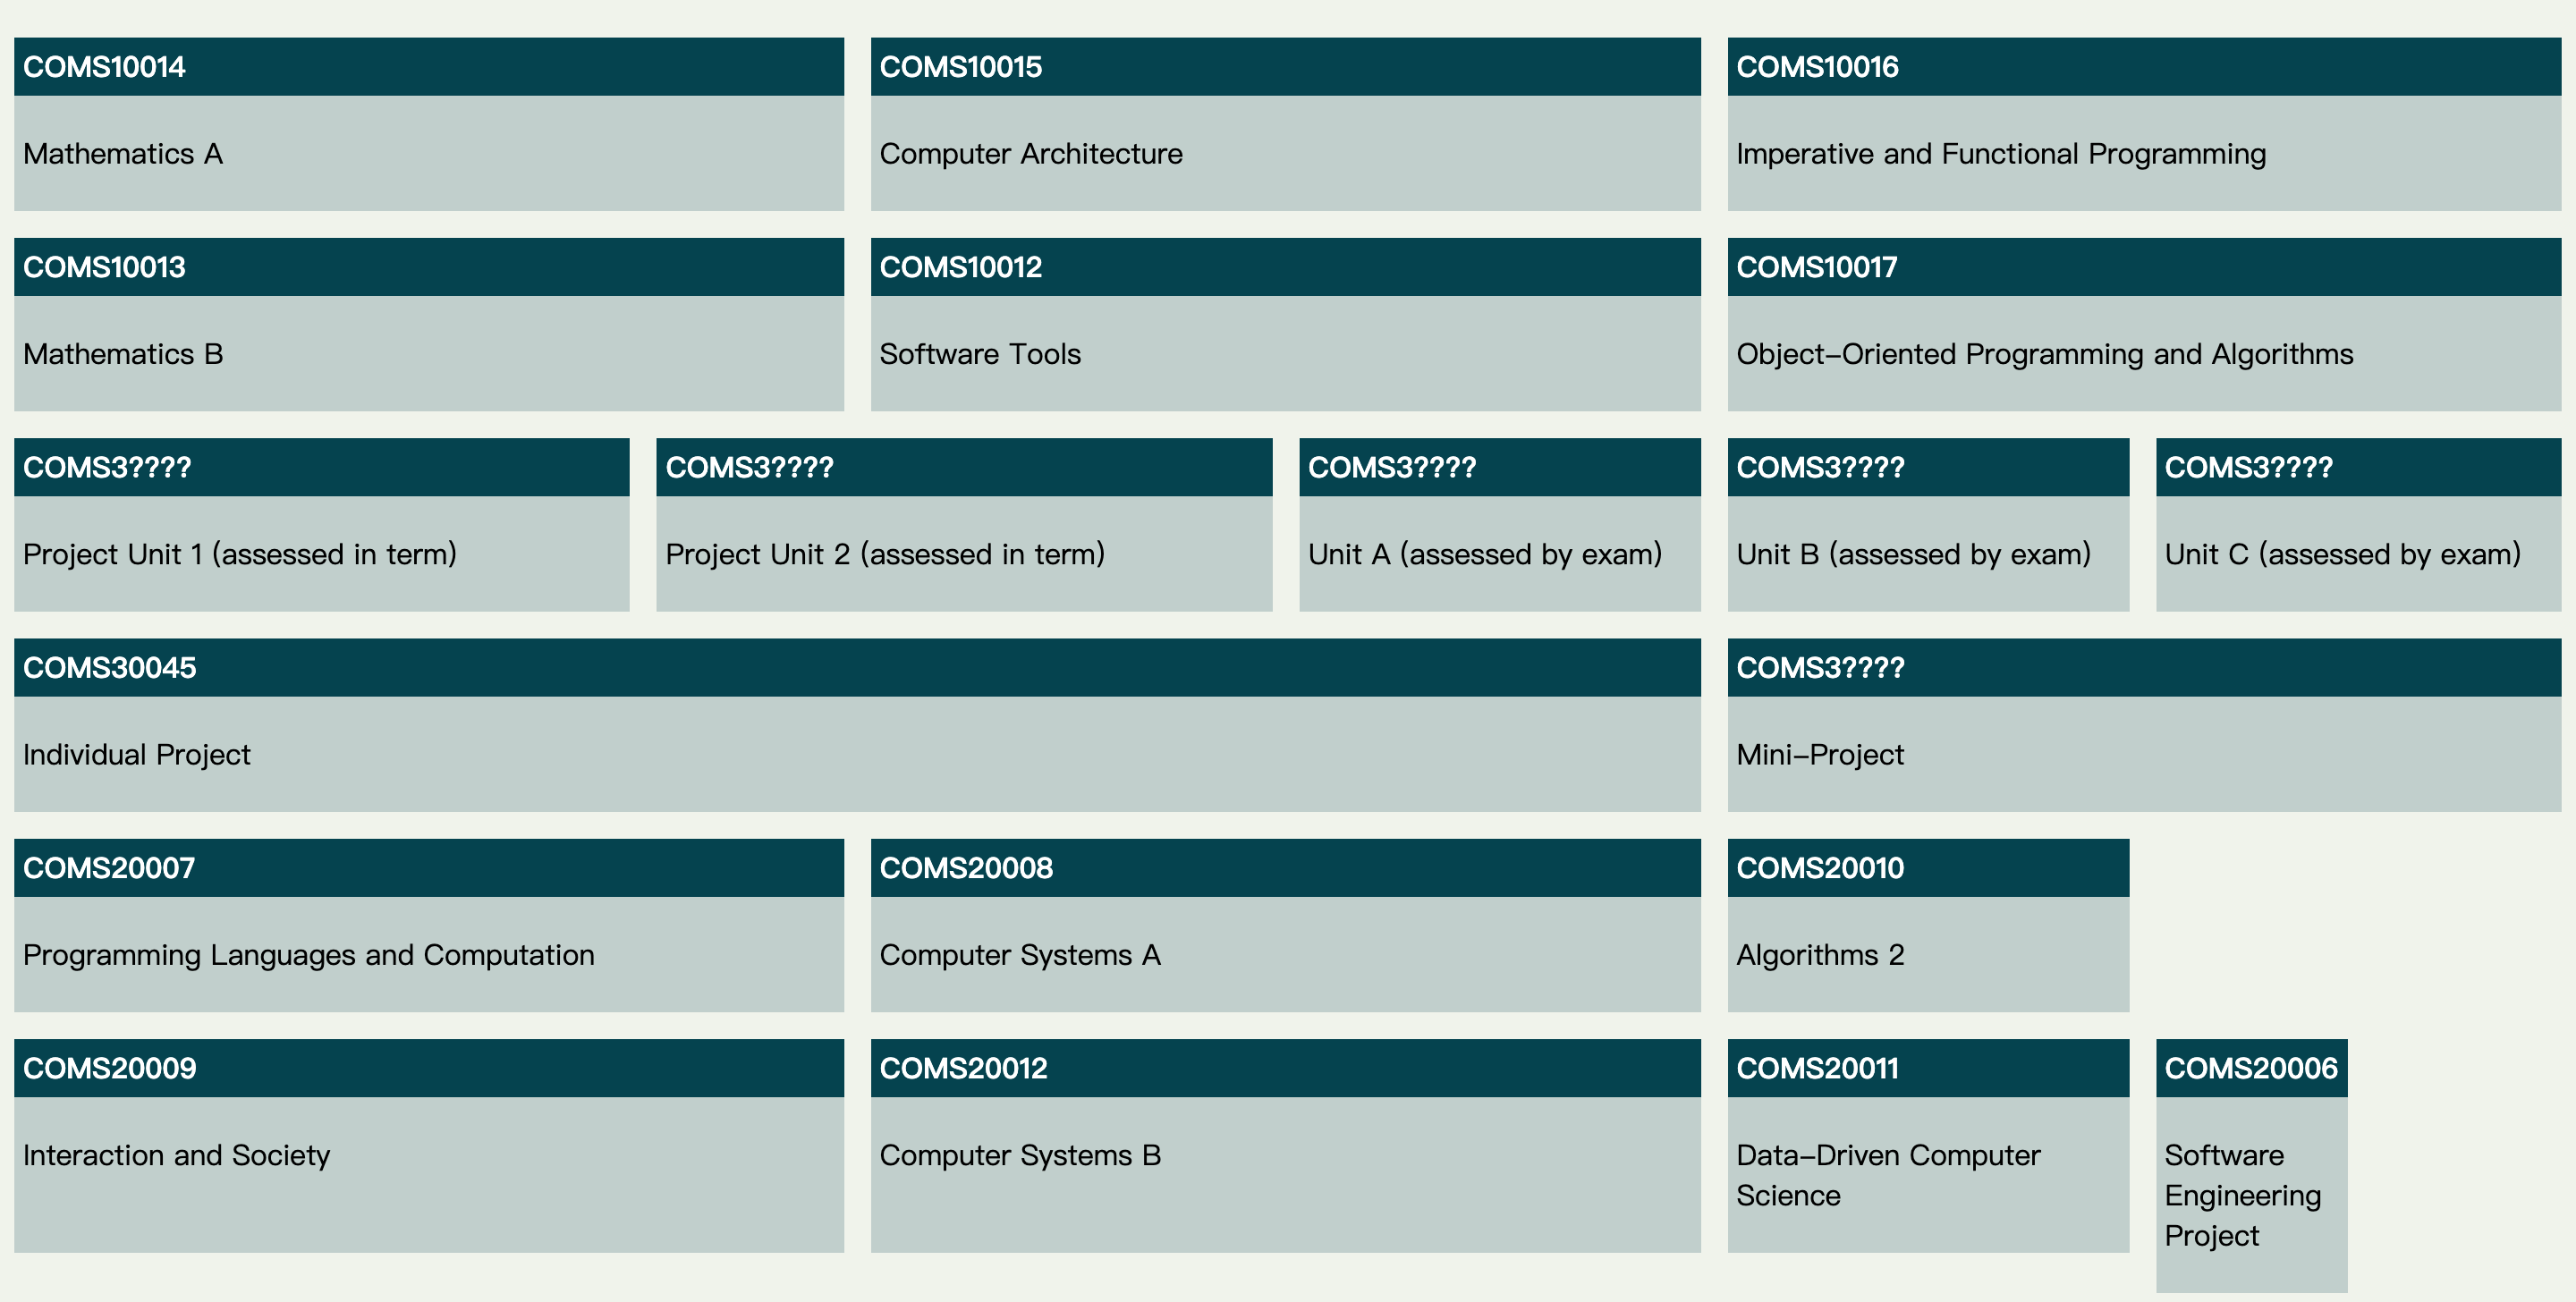 COMS10014
Mathematics A
COMS10015
Computer Architecture
COMS10016
Imperative and Functional Programming
COMS10013
Mathematics B
COMS10012
Software Tools
COMS10017
Object-Oriented Programming and Algorithms
COMS3????
Project Unit 1 (assessed in term)
COMS3????
Project Unit 2 (assessed in term)
COMS3????
Unit A (assessed by exam)
COMS3????
Unit B (assessed by exam)
COMS3????
Unit C (assessed by exam)
COMS30045
Individual Project
COMS3????
Mini-Project
COMS20007
Programming Languages and Computation
COMS20008
Computer Systems A
COMS20010
Algorithms 2
COMS20009
Interaction and Society
COMS20012
Computer Systems B
COMS20011
Data-Driven Computer
Science
COMS20006
Software
Engineering
Project